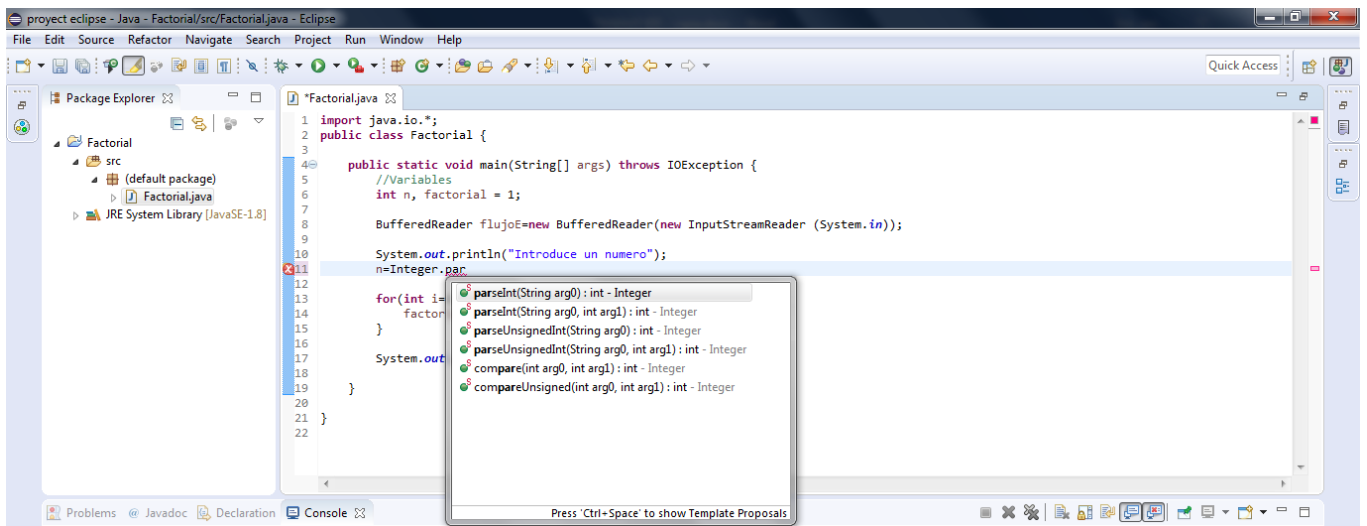 proyect eclipse - Java - Factorial/src/Factorial.java - Eclipse
File Edit Source Refactor Navigate Search Project Run Window Help
Quick Access
Package Explorer
Factorial
src
(default package)
Factorial.java
JRE System Library [JavaSE-1.8]
*Factorial.java
1 import java.io.*;
2 public class Factorial {
3
4 public static void main(String[] args) throws IOException {
5 //Variables
6 int n, factorial = 1;
7
8 BufferedReader flujoE=new BufferedReader(new InputStreamReader (System.in));
9
10 System.out.println("Introduce un numero");
11 n=Integer.par
12
13 for(int i=
14 factor
15 }
16
17 System.out
18
19 }
20
21 }
22
parseInt(String arg0) : int - Integer
parseInt(String arg0, int arg1) : int - Integer
parseUnsignedInt(String arg0) : int - Integer
parseUnsignedInt(String arg0, int arg1) : int - Integer
compare(int arg0, int arg1) : int - Integer
compareUnsigned(int arg0, int arg1) : int - Integer
Press 'Ctrl+Space' to show Template Proposals
Problems @ Javadoc Declaration Console